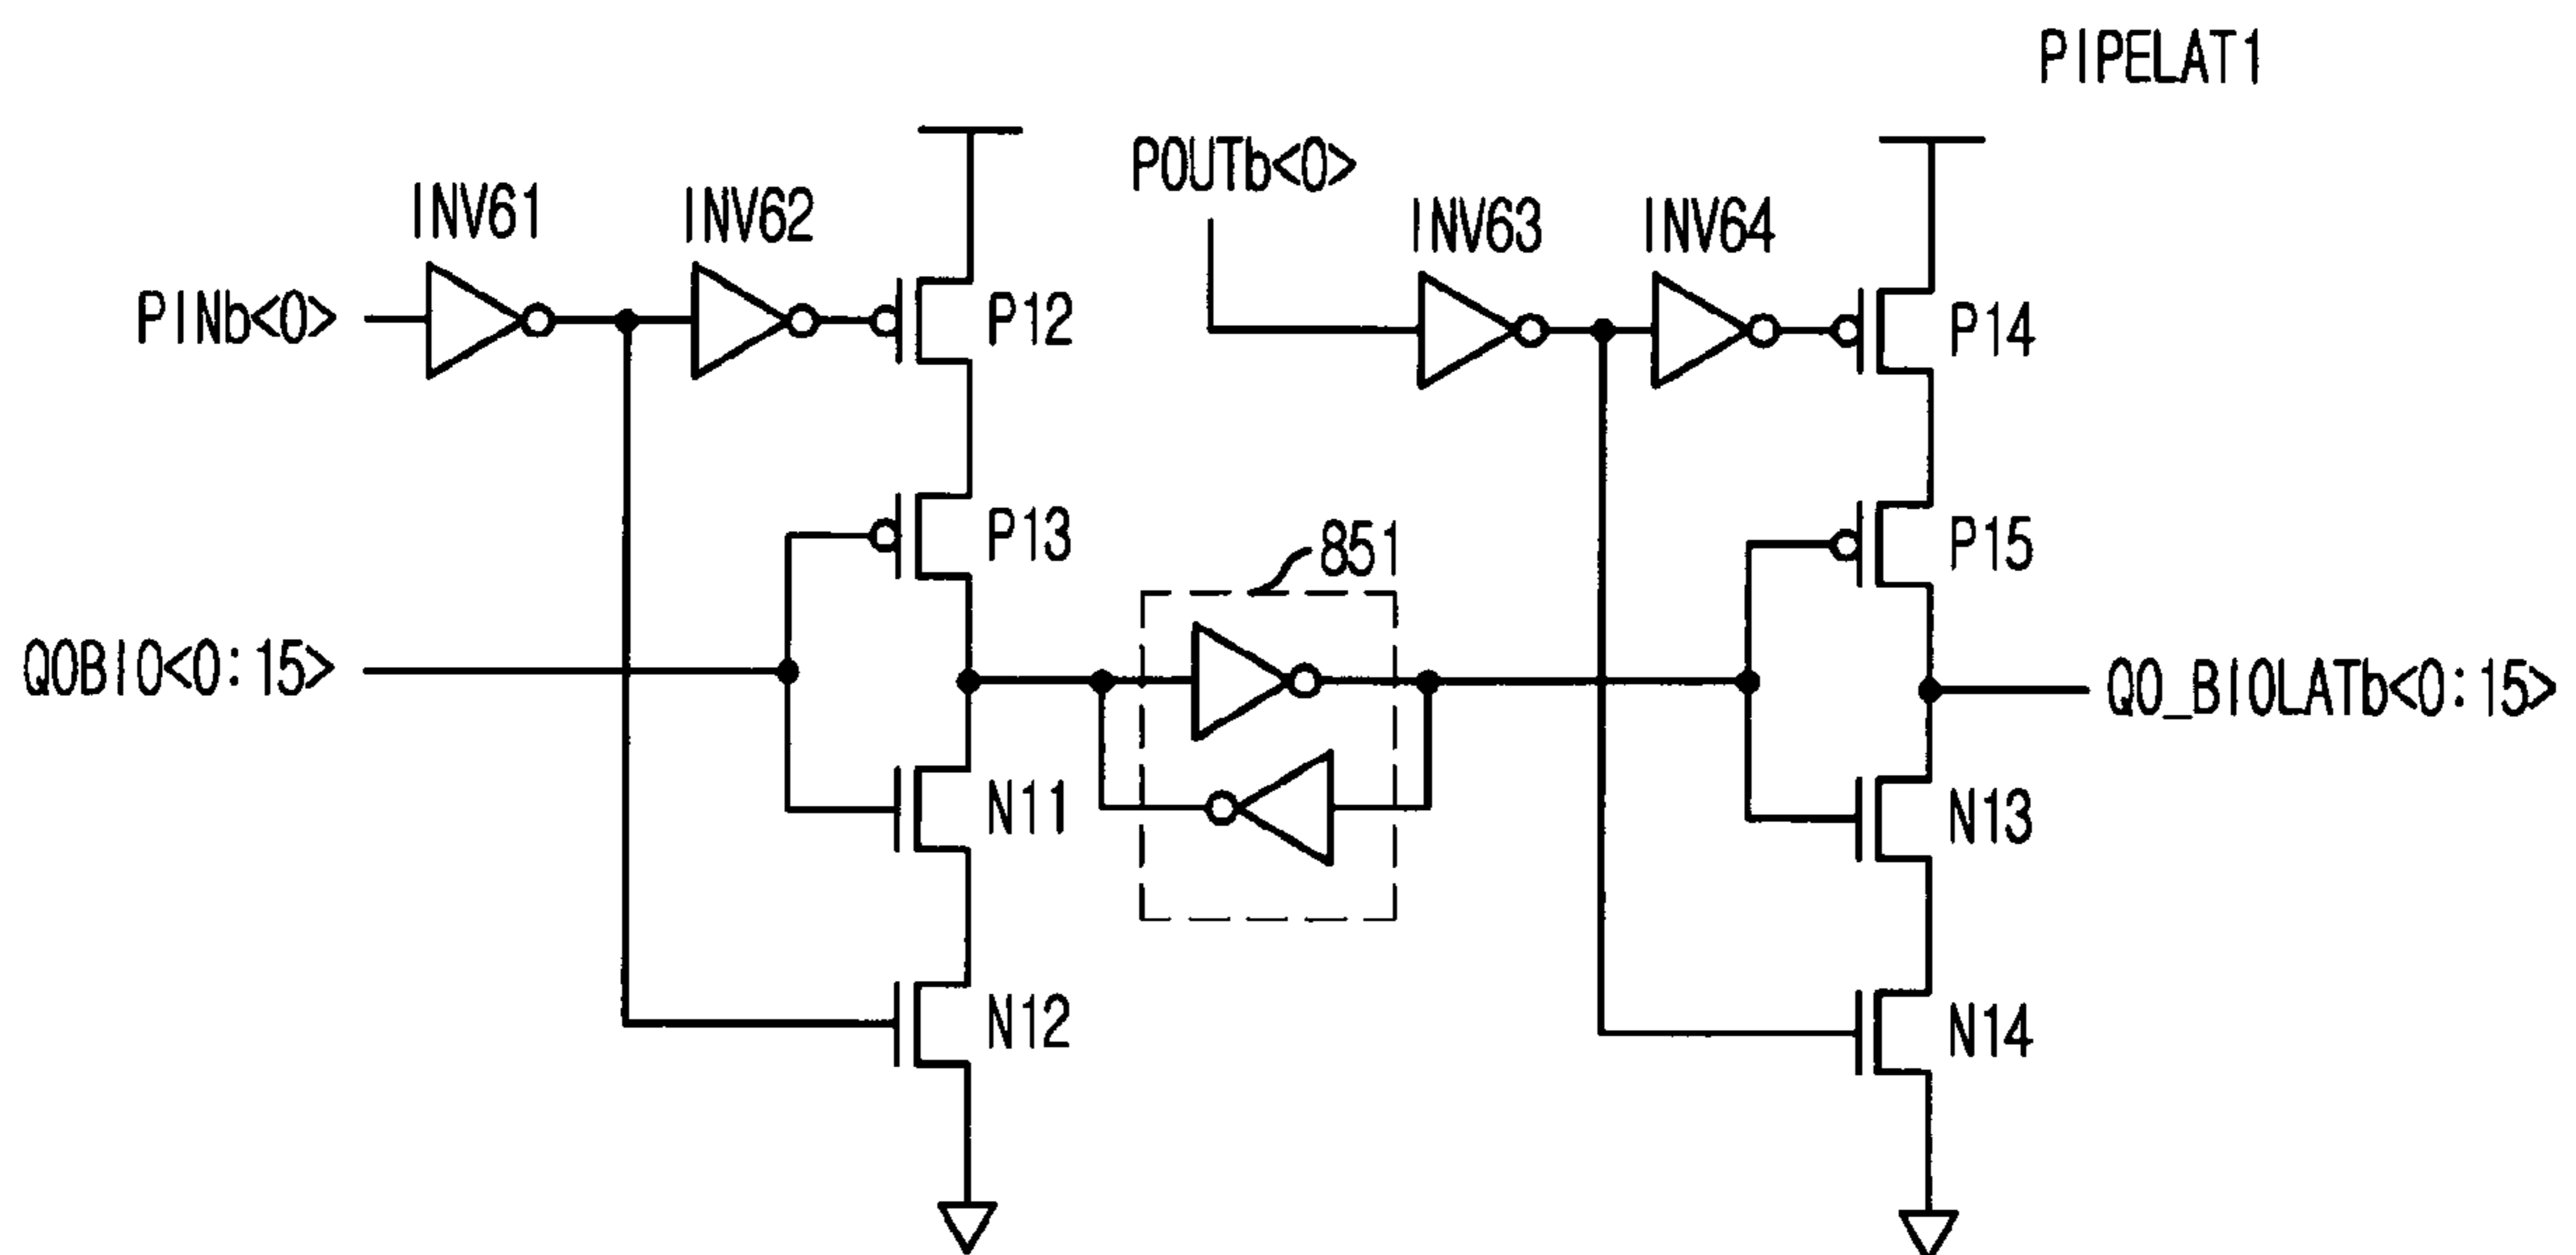 PIPELAT1
POUTb<0>
INV61
INV62
INV63
INV64
PINb<0>
P12
P14
P13
P15
851
Q0BIO<0:15>
Q0_BIOLATb<0:15>
N11
N13
N12
N14